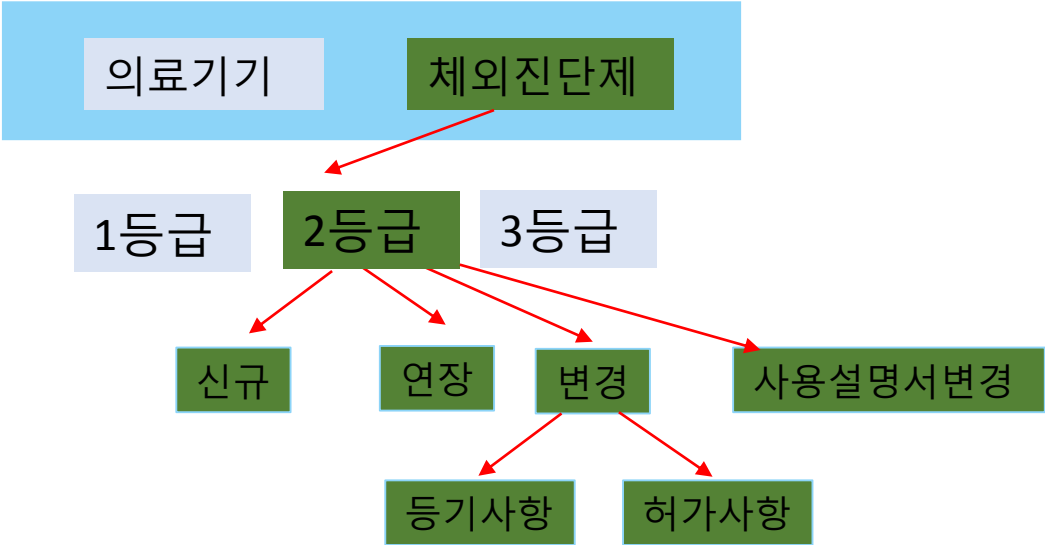 의료기기 체외진단제
1등급 2등급 3등급
신규 연장 변경 사용설명서변경
등기사항 허가사항